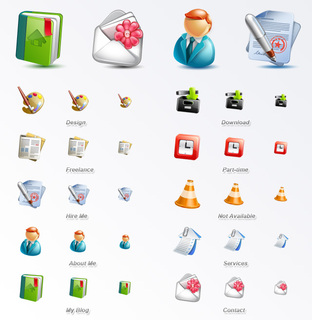 Design.
Download.
Freelance.
Part-time.
Hire Me.
Not Available.
About Me.
Services.
My Blog.
Contact.